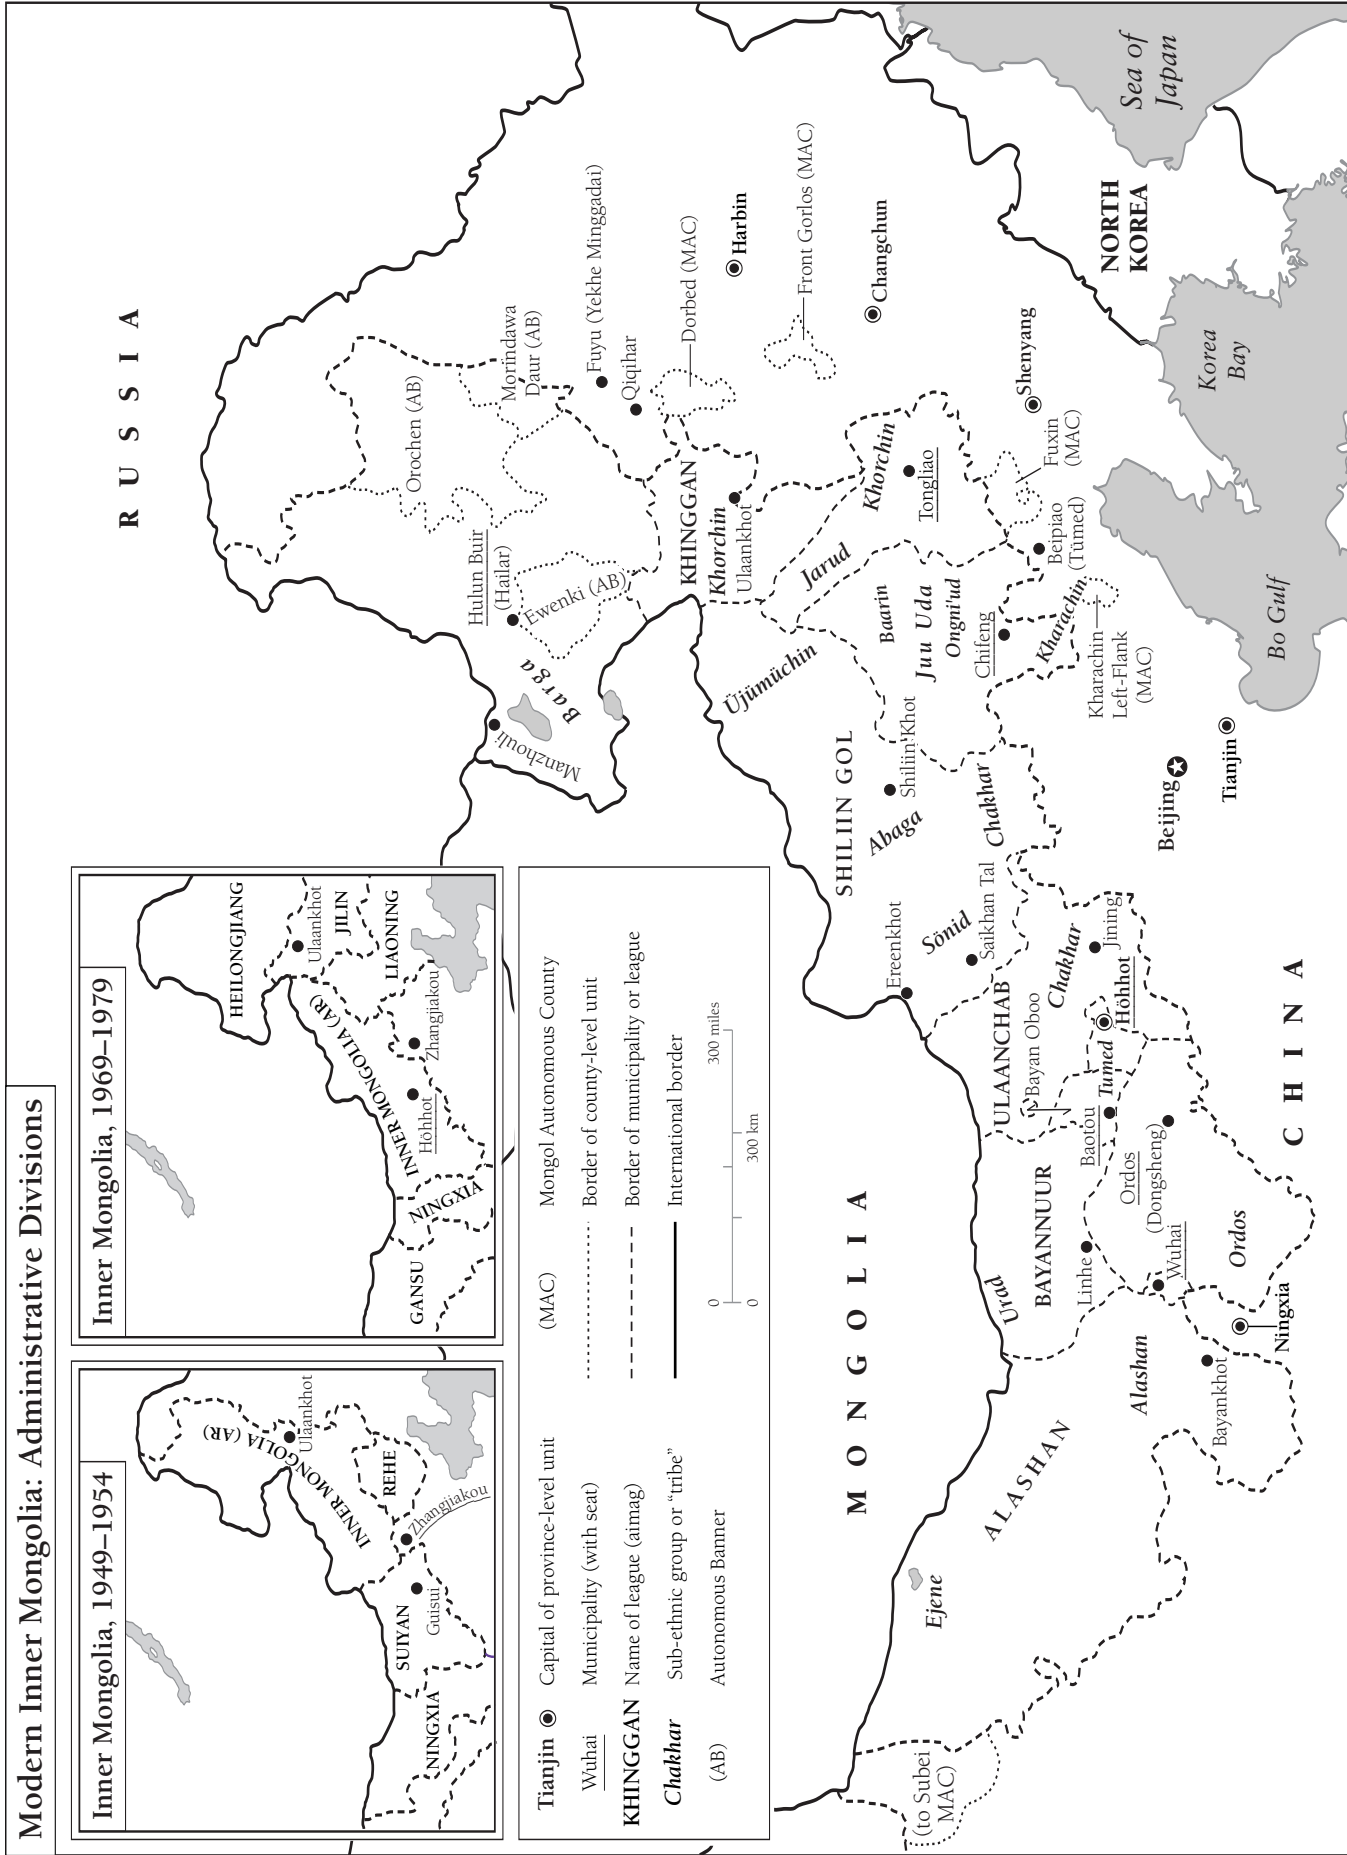 Modern Inner Mongolia: Administrative Divisions
Inner Mongolia, 1949–1954
INNER MONGOLIA (AR)
Ulaankhot
REHE
Zhangjiakou
SUIYAN
Guisui
NINGXIA
Inner Mongolia, 1969–1979
HEILONGJIANG
Ulaankhot
JILIN
LIAONING
INNER MONGOLIA (AR)
Zhangjiakou
Höhhot
NINGXIA
GANSU
Tianjin
Capital of province-level unit
Wuhai
Municipality (with seat)
KHINGGAN
Name of league (aimag)
Chakhar
Sub-ethnic group or “tribe”
(AB)
Autonomous Banner
(MAC)
Mongol Autonomous County
Border of county-level unit
Border of municipality or league
International border
0
300 miles
0
300 km
RUSSIA
Orochen (AB)
Morindawa
Daur (AB)
Hulun Buir
(Hailar)
Ewenki (AB)
Barga
Manzhouli
Fuyu (Yekhe Minggadai)
Qiqihar
Dorbed (MAC)
Harbin
Front Gorlos (MAC)
Changchun
KHINGGAN
Khorchin
Ulaankhot
Khorchin
Tongliao
Jarud
Üjümüchin
Baarin
Juu Uda
Ongni'ud
Chifeng
Kharachin
Kharachin
Left-Flank
(MAC)
Beipiao
(Tümed)
Fuxin
(MAC)
Shenyang
NORTH
KOREA
Sea of
Japan
Korea
Bay
Bo Gulf
SHILIIN GOL
Shiliin Khot
Abaga
Chakhar
Beijing
Tianjin
Ereenkhot
Sönid
Saikhan Tal
MONGOLIA
ULAANCHAB
Bayan Oboo
Chakhar
Jining
Höhhot
Tumed
Baotou
BAYANNUUR
Urad
Linhe
Ordos
(Dongsheng)
Wuhai
Ordos
CHINA
Ningxia
Bayankhot
Alashan
ALASHAN
Ejene
(to Subei
MAC)